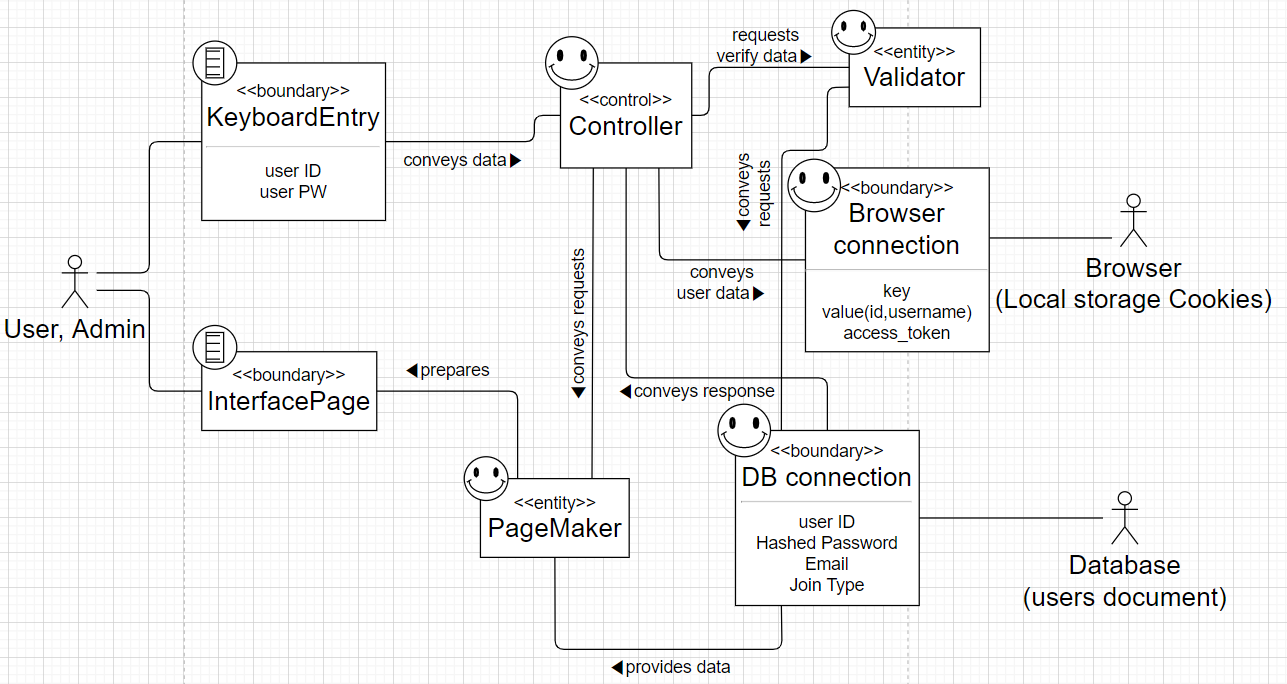 <<boundary>>
KeyboardEntry
user ID
user PW
conveys data▶
<<control>>
Controller
requests
verify data▶
<<entity>>
Validator
◀conveys
requests
<<boundary>>
Browser
connection
key
value(id,username)
access_token
Browser
(Local storage Cookies)
conveys
user data▶
◀conveys requests
User, Admin
<<boundary>>
InterfacePage
◀prepares
◀conveys response
<<entity>>
PageMaker
<<boundary>>
DB connection
user ID
Hashed Password
Email
Join Type
Database
(users document)
◀provides data